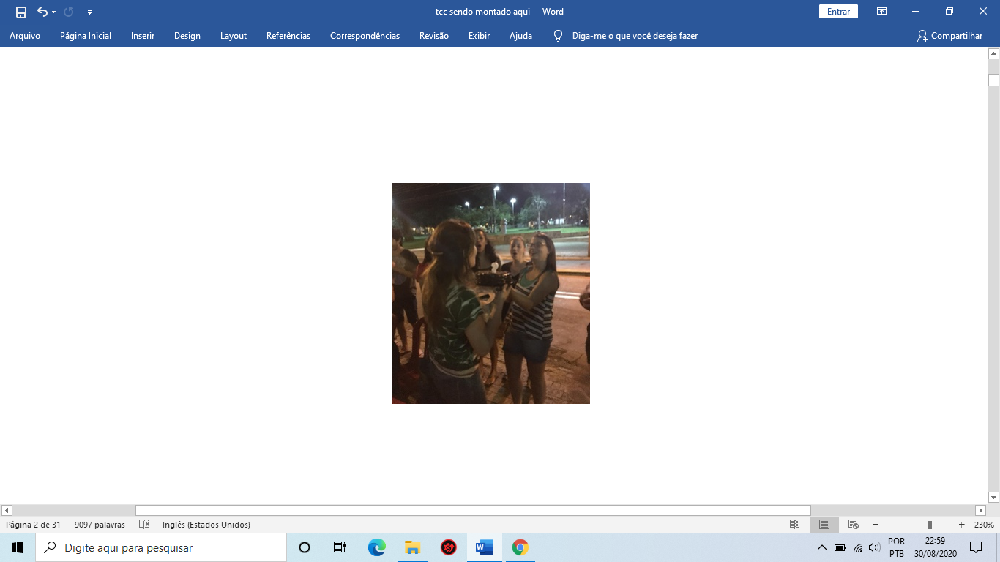 tcc sendo montado aqui - Word
Entrar
Arquivo Página Inicial Inserir Design Layout Referências Correspondências Revisão Exibir Ajuda Diga-me o que você deseja fazer Compartilhar
Página 2 de 31 9097 palavras Inglês (Estados Unidos) 230%
Digite aqui para pesquisar
POR
PTB
22:59
30/08/2020